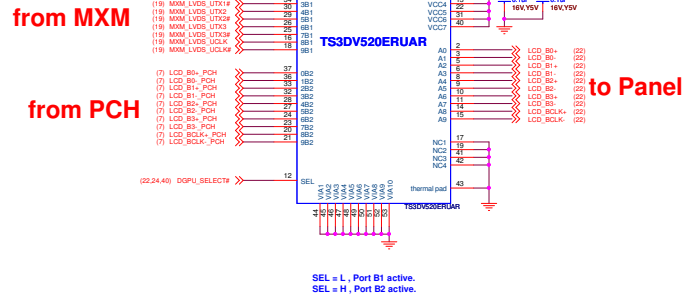 from MXM
(19) MXM_LVDS_UTX1# 3B1
(19) MXM_LVDS_UTX2 30 4B1
(19) MXM_LVDS_UTX2# 29 5B1
(19) MXM_LVDS_UTX3 26 6B1
(19) MXM_LVDS_UTX3# 25 7B1
(19) MXM_LVDS_UCLK 16 8B1
(19) MXM_LVDS_UCLK# 18 9B1
TS3DV520ERUAR
VCC4
VCC5 22
VCC6 31
VCC7 40
16V,Y5V 16V,Y5V
from PCH
(7) LCD_B0+_PCH 37 0B2
(7) LCD_B0-_PCH 36 1B2
(7) LCD_B1+_PCH 33 2B2
(7) LCD_B1-_PCH 32 3B2
(7) LCD_B2+_PCH 28 4B2
(7) LCD_B2-_PCH 27 5B2
(7) LCD_B3+_PCH 24 6B2
(7) LCD_B3-_PCH 23 7B2
(7) LCD_BCLK+_PCH 20 8B2
(7) LCD_BCLK-_PCH 21 9B2
A0 2 LCD_B0+ (22)
A1 3 LCD_B0- (22)
A2 5 LCD_B1+ (22)
A3 6 LCD_B1- (22)
A4 8 LCD_B2+ (22)
A5 9 LCD_B2- (22)
A6 10 LCD_B3+ (22)
A7 11 LCD_B3- (22)
A8 14 LCD_BCLK+ (22)
A9 15 LCD_BCLK- (22)
to Panel
NC1 17
NC2 19
NC3 41
NC4 42
(22,24,40) DGPU_SELECT# 12 SEL
thermal pad 43
VIA1 VIA2 VIA3 VIA4 VIA5 VIA6 VIA7 VIA8 VIA9 VIA10
44 45 46 47 48 49 50 51 52 53
TS3DV520ERUAR
SEL = L , Port B1 active.
SEL = H , Port B2 active.